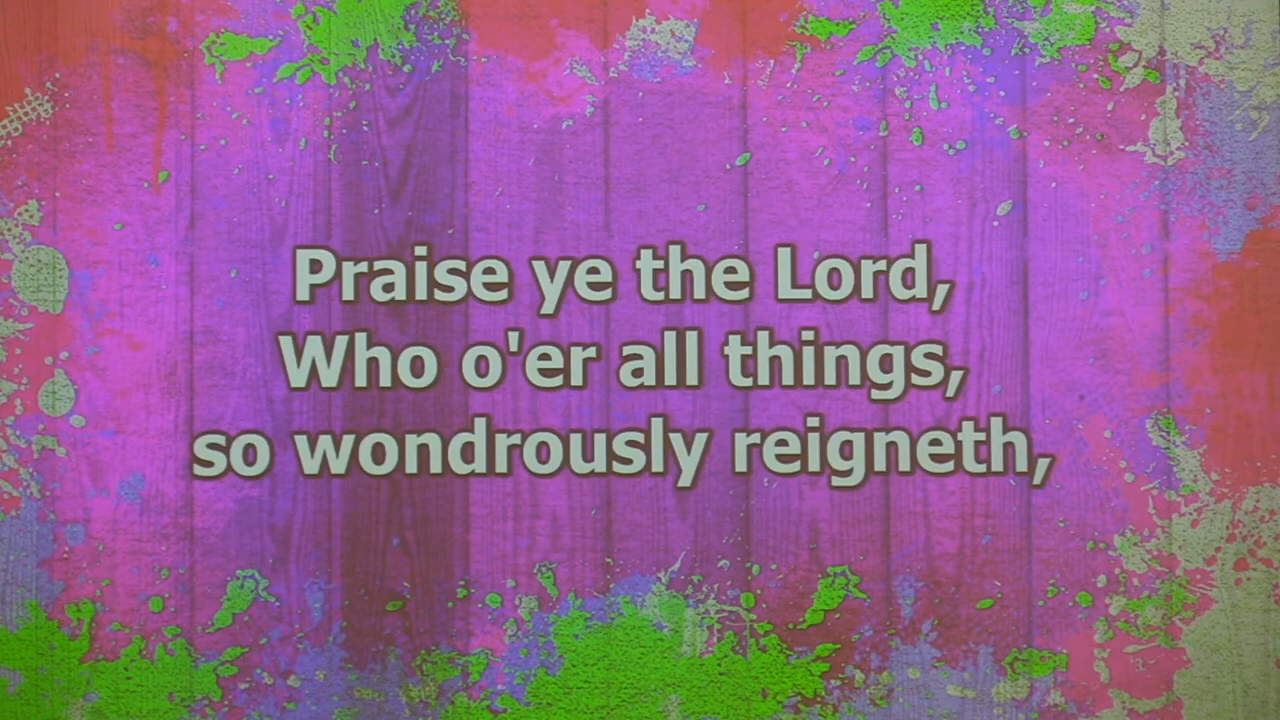 Praise ye the Lord,
Who o'er all things,
so wondrously reigneth,